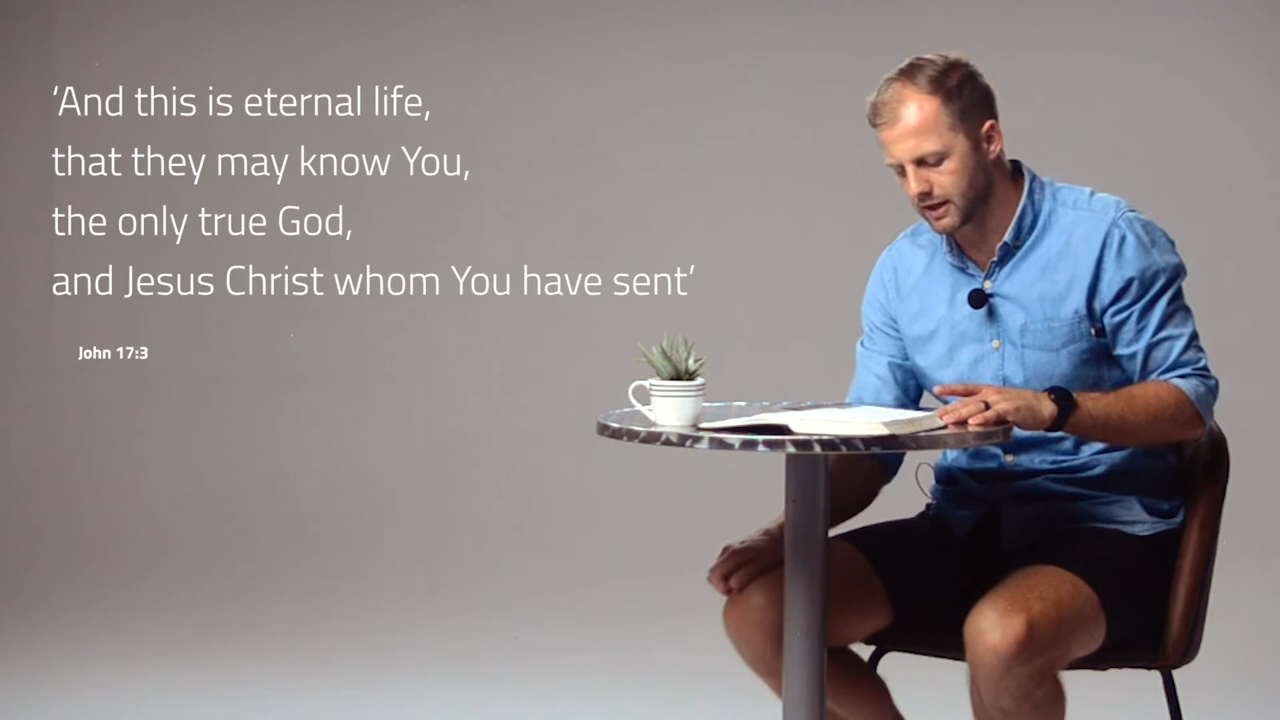 ‘And this is eternal life,
that they may know You,
the only true God,
and Jesus Christ whom You have sent’
John 17:3